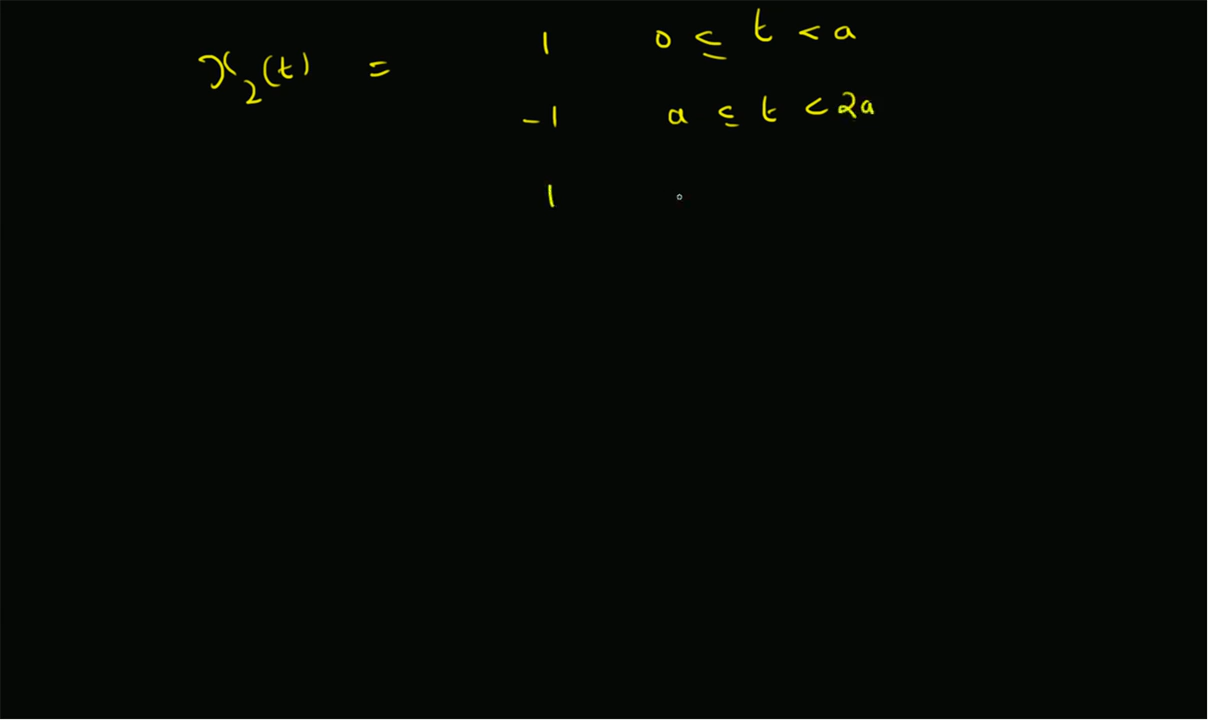 1 0 ≤ t < a
x₂(t) =
-1 a ≤ t < 2a
1